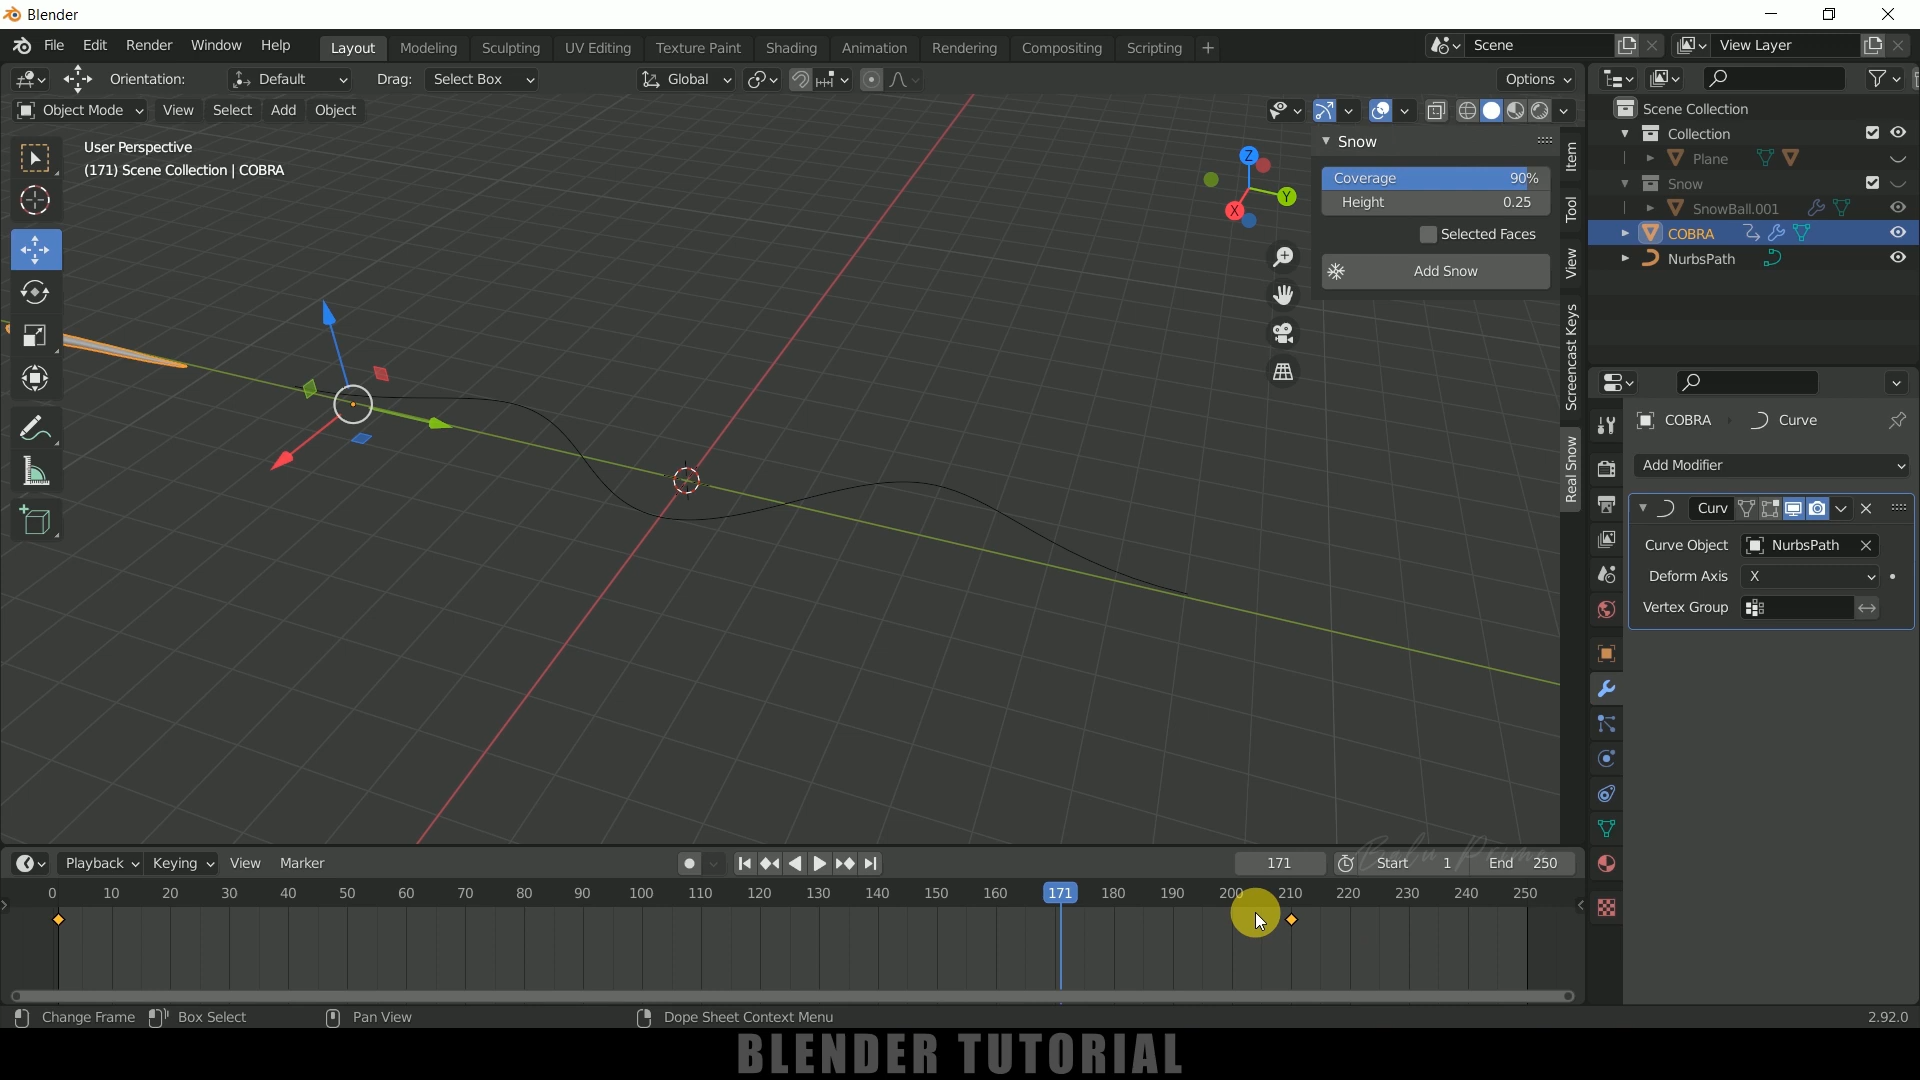 Blender
File Edit Render Window Help Layout Modeling Sculpting UV Editing Texture Paint Shading Animation Rendering Compositing Scripting + Scene View Layer
Orientation: Default Drag: Select Box Global Options
Object Mode View Select Add Object
User Perspective
(171) Scene Collection | COBRA
Z
Y
X
Snow
Coverage 90%
Height 0.25
Selected Faces
Add Snow
Item
Tool
View
Screencast Keys
Real Snow
Scene Collection
Collection
Plane
Snow
SnowBall.001
COBRA
NurbsPath
COBRA Curve
Add Modifier
Curv
Curve Object NurbsPath
Deform Axis X
Vertex Group
Balu Prime
Playback Keying View Marker 171 Start 1 End 250
0 10 20 30 40 50 60 70 80 90 100 110 120 130 140 150 160 171 180 190 200 210 220 230 240 250
Change Frame Box Select Pan View Dope Sheet Context Menu 2.92.0
BLENDER TUTORIAL